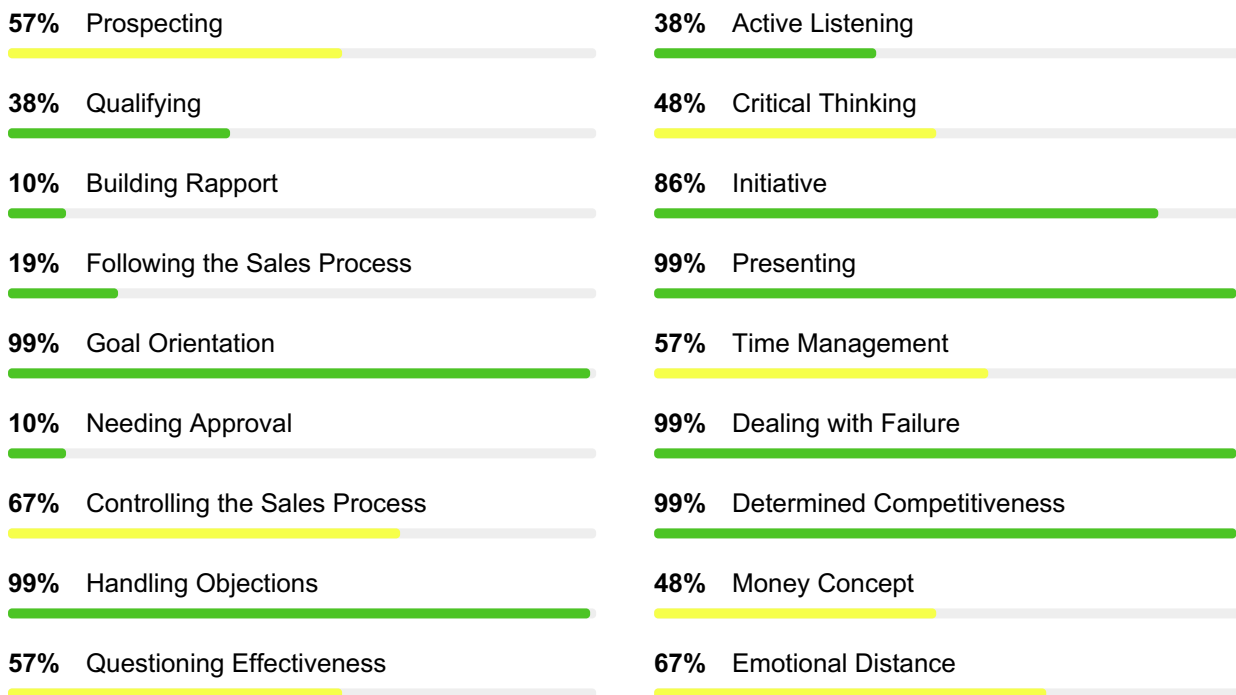 57% Prospecting
38% Qualifying
10% Building Rapport
19% Following the Sales Process
99% Goal Orientation
10% Needing Approval
67% Controlling the Sales Process
99% Handling Objections
57% Questioning Effectiveness
38% Active Listening
48% Critical Thinking
86% Initiative
99% Presenting
57% Time Management
99% Dealing with Failure
99% Determined Competitiveness
48% Money Concept
67% Emotional Distance